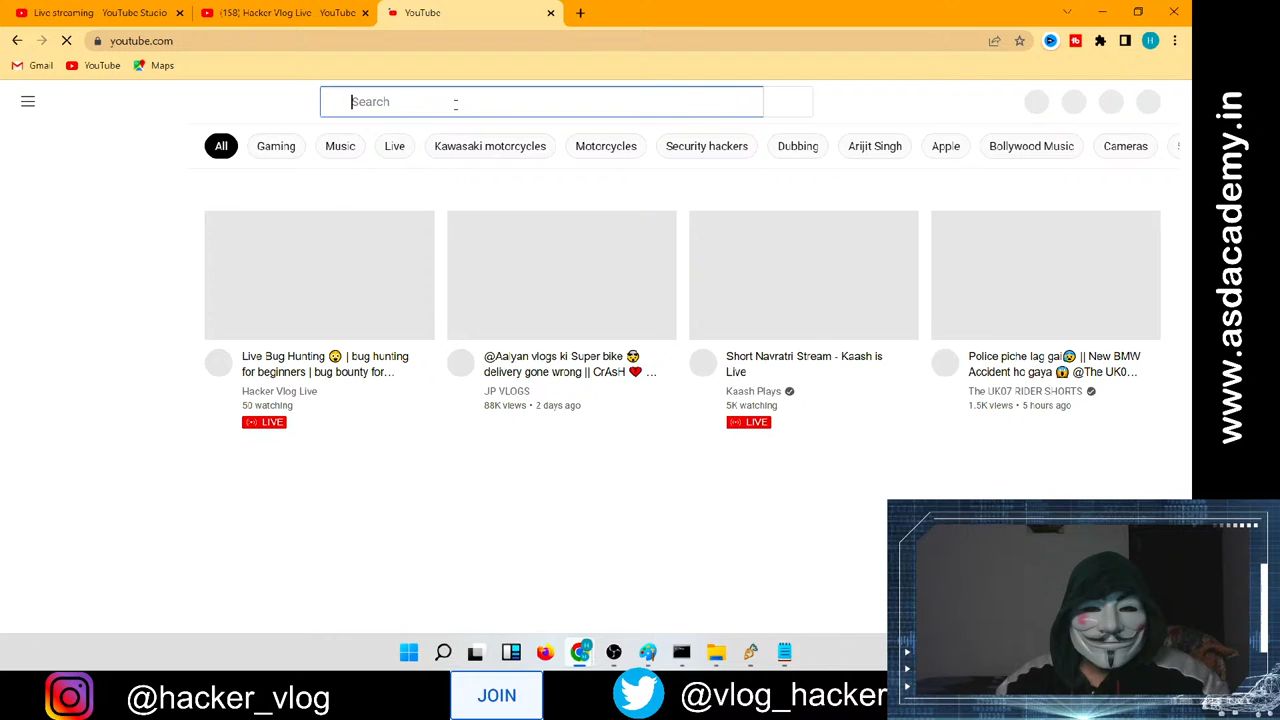 Live streaming - YouTube Studio
(158) Hacker Vlog Live - YouTube
YouTube
youtube.com
Gmail
YouTube
Maps
Search
All
Gaming
Music
Live
Kawasaki motorcycles
Motorcycles
Security hackers
Dubbing
Arijit Singh
Apple
Bollywood Music
Cameras
Live Bug Hunting 😮 | bug hunting
for beginners | bug bounty for...
Hacker Vlog Live
50 watching
LIVE
@Aaiyan vlogs ki Super bike 😳
delivery gone wrong || CrAsH ❤️ ...
JP VLOGS
88K views • 2 days ago
Short Navratri Stream - Kaash is
Live
Kaash Plays
5K watching
LIVE
Police piche lag gai😰 || New BMW
Accident ho gaya 😱 @The UK0...
The UK07 RIDER SHORTS
1.5K views • 5 hours ago
www.asdacademy.in
@hacker_vlog
JOIN
@vlog_hacker